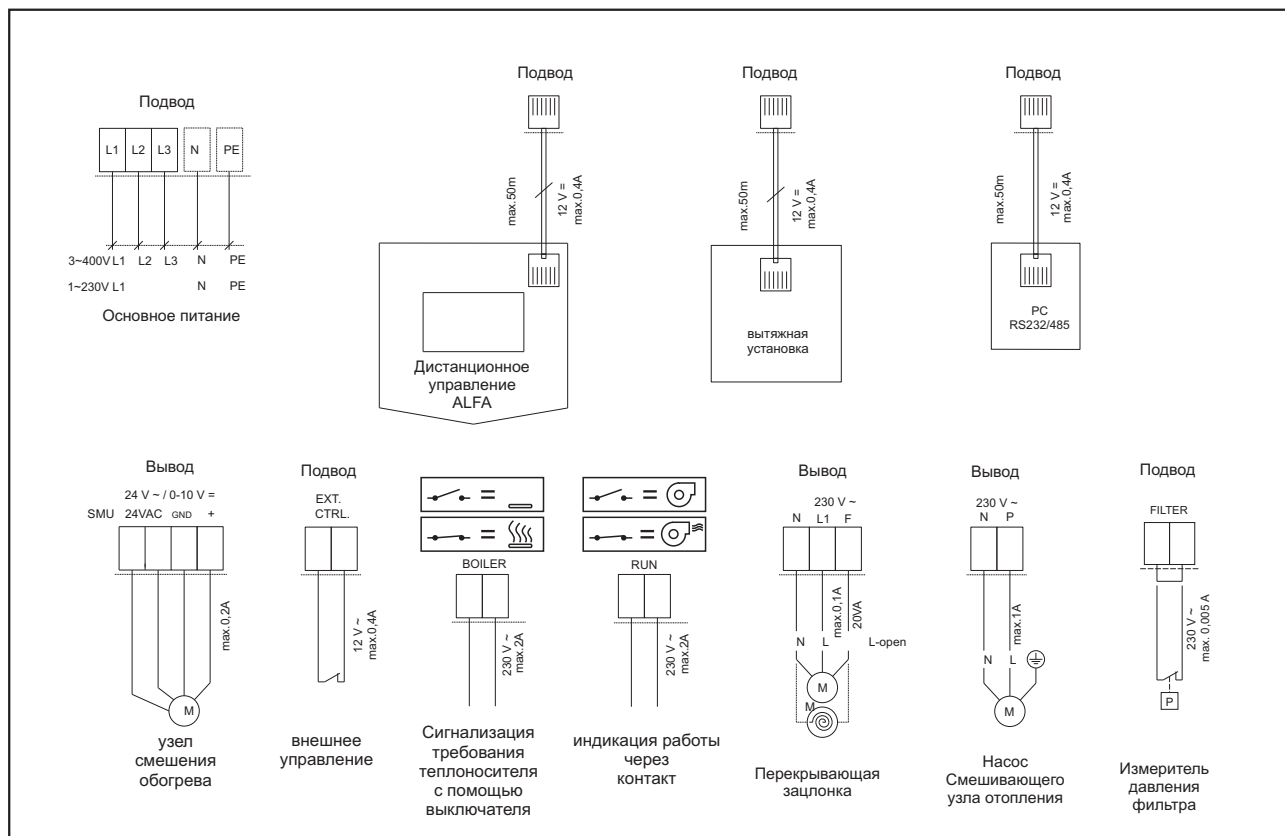 Подвод
L1 L2 L3 N PE
3~400V L1 L2 L3 N PE
1~230V L1 N PE
Основное питание
Подвод
max.50m
12 V =
max.0,4A
Дистанционное
управление
ALFA
Подвод
max.50m
12 V =
max.0,4A
вытяжная
установка
Подвод
max.50m
12 V =
max.0,4A
PC
RS232/485
Вывод
24 V ~ / 0-10 V =
SMU 24VAC GND +
max.0,2A
M
узел
смешения
обогрева
Подвод
EXT.
CTRL.
12 V ~
max.0,4A
внешнее
управление
=
=
BOILER
230 V ~
max.2A
Сигнализация
требования
теплоносителя
с помощью
выключателя
=
=
RUN
230 V ~
max.2A
индикация работы
через
контакт
Вывод
230 V ~
N L1 F
max.0,1A
20VA
N L L-open
M
M
Перекрывающая
зацлонка
Вывод
230 V ~
N P
max.1A
N L
M
Насос
Смешивающего
узла отопления
Подвод
FILTER
230 V ~
max. 0,005 A
P
Измеритель
давления
фильтра